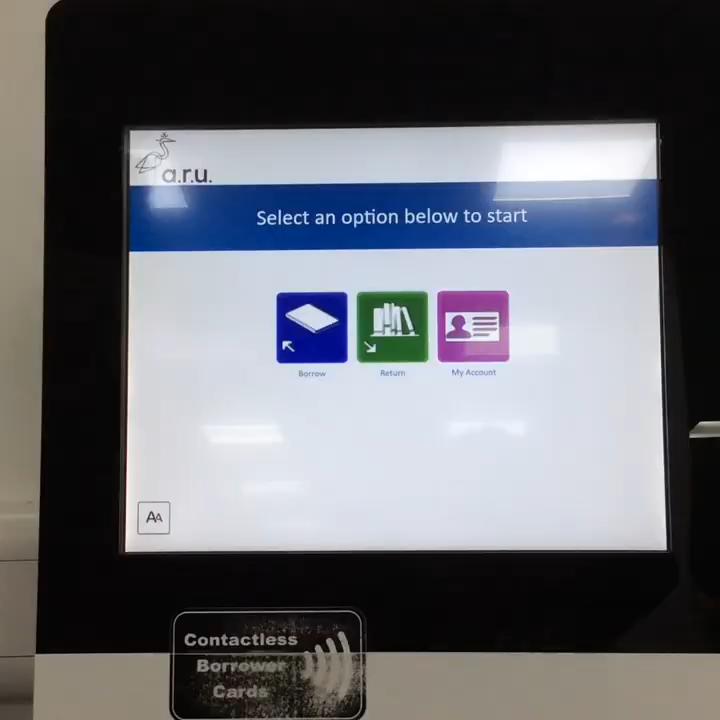 a.r.u.
Select an option below to start
Borrow
Return
My Account
AA
Contactless
Borrower
Cards